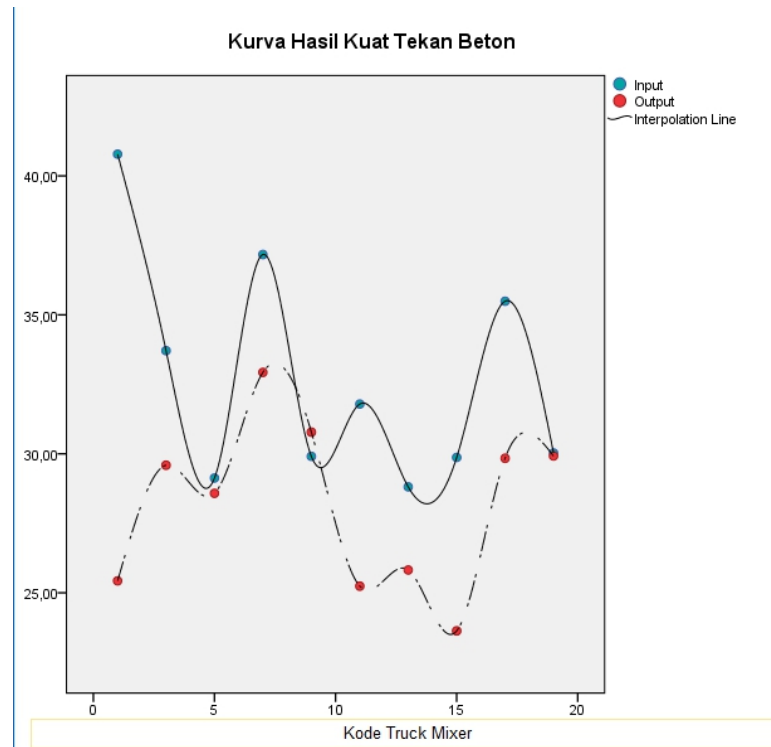 Kurva Hasil Kuat Tekan Beton
Input
Output
Interpolation Line
40,00
35,00
30,00
25,00
0 5 10 15 20
Kode Truck Mixer